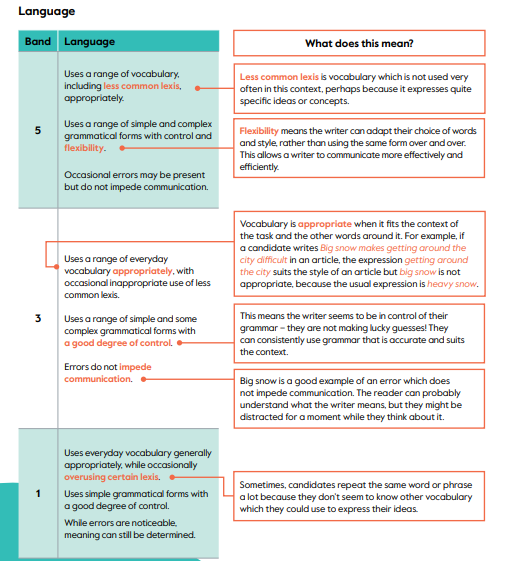 Language
Band Language
What does this mean?
5
Uses a range of vocabulary,
including less common lexis,
appropriately.
Less common lexis is vocabulary which is not used very
often in this context, perhaps because it expresses quite
specific ideas or concepts.
Uses a range of simple and complex
grammatical forms with control and
flexibility.
Flexibility means the writer can adapt their choice of words
and style, rather than using the same form over and over.
This allows a writer to communicate more effectively and
efficiently.
Occasional errors may be present
but do not impede communication.
3
Uses a range of everyday
vocabulary appropriately, with
occasional inappropriate use of less
common lexis.
Vocabulary is appropriate when it fits the context of
the task and the other words around it. For example, if
a candidate writes Big snow makes getting around the
city difficult in an article, the expression getting around
the city suits the style of an article but big snow is not
appropriate, because the usual expression is heavy snow.
Uses a range of simple and some
complex grammatical forms with
a good degree of control.
This means the writer seems to be in control of their
grammar – they are not making lucky guesses! They
can consistently use grammar that is accurate and suits
the context.
Errors do not impede
communication.
Big snow is a good example of an error which does
not impede communication. The reader can probably
understand what the writer means, but they might be
distracted for a moment while they think about it.
1
Uses everyday vocabulary generally
appropriately, while occasionally
overusing certain lexis.
Sometimes, candidates repeat the same word or phrase
a lot because they don't seem to know other vocabulary
which they could use to express their ideas.
Uses simple grammatical forms with
a good degree of control.
While errors are noticeable,
meaning can still be determined.